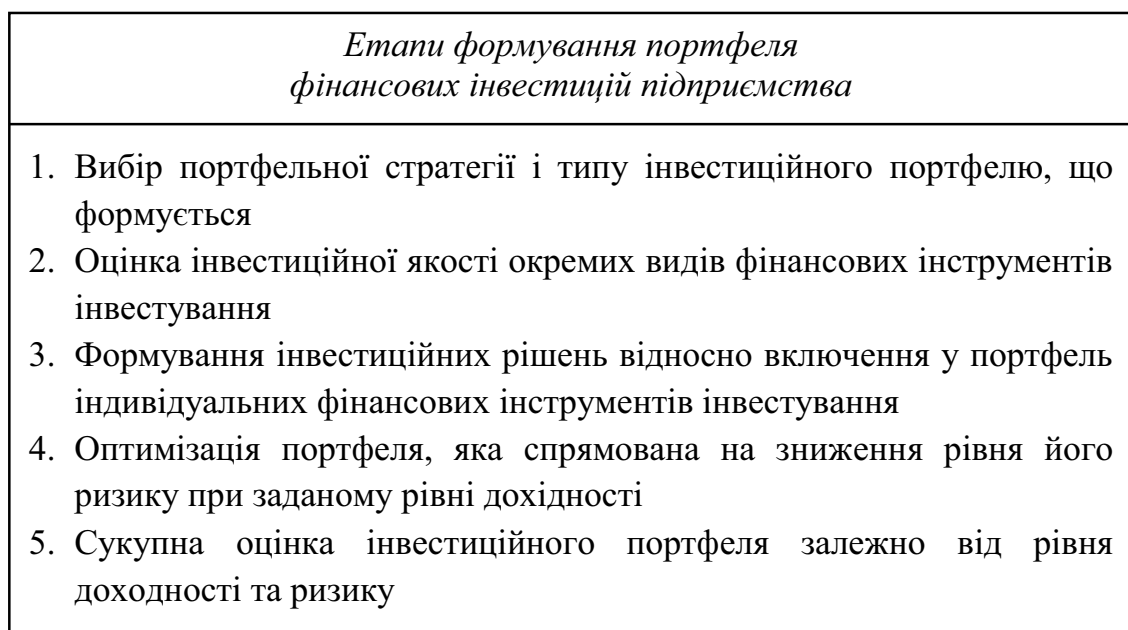 Етапи формування портфеля
фінансових інвестицій підприємства
1. Вибір портфельної стратегії і типу інвестиційного портфелю, що
формується
2. Оцінка інвестиційної якості окремих видів фінансових інструментів
інвестування
3. Формування інвестиційних рішень відносно включення у портфель
індивідуальних фінансових інструментів інвестування
4. Оптимізація портфеля, яка спрямована на зниження рівня його
ризику при заданому рівні дохідності
5. Сукупна оцінка інвестиційного портфеля залежно від рівня
доходності та ризику